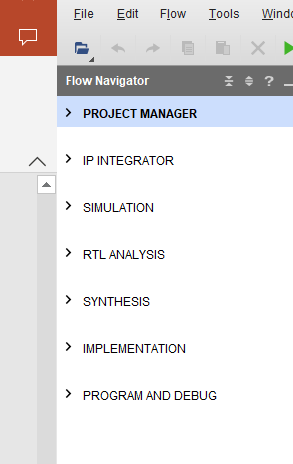 File Edit Flow Tools
Flow Navigator ?
PROJECT MANAGER
IP INTEGRATOR
SIMULATION
RTL ANALYSIS
SYNTHESIS
IMPLEMENTATION
PROGRAM AND DEBUG